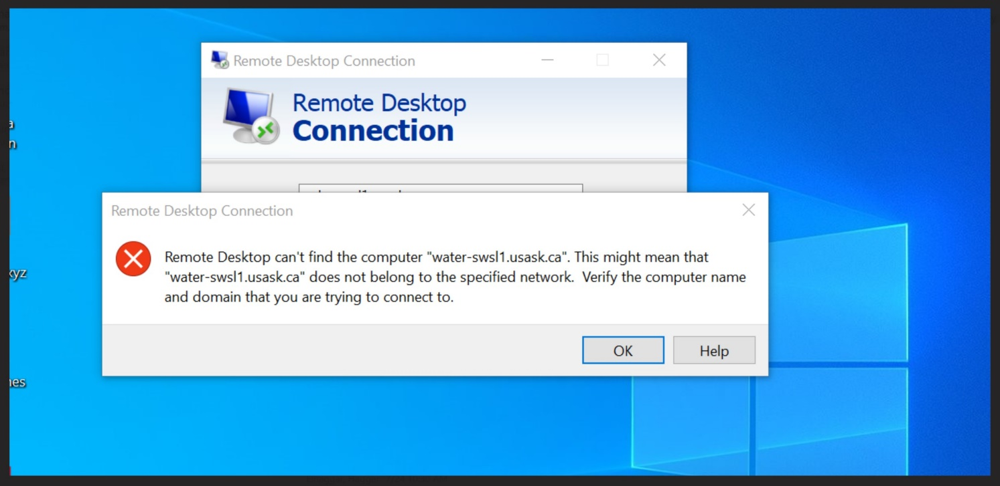 Remote Desktop Connection
Remote Desktop
Connection
Remote Desktop Connection
Remote Desktop can't find the computer "water-swsl1.usask.ca". This might mean that
"water-swsl1.usask.ca" does not belong to the specified network.  Verify the computer name
and domain that you are trying to connect to.
OK
Help
a
n
xyz
nes